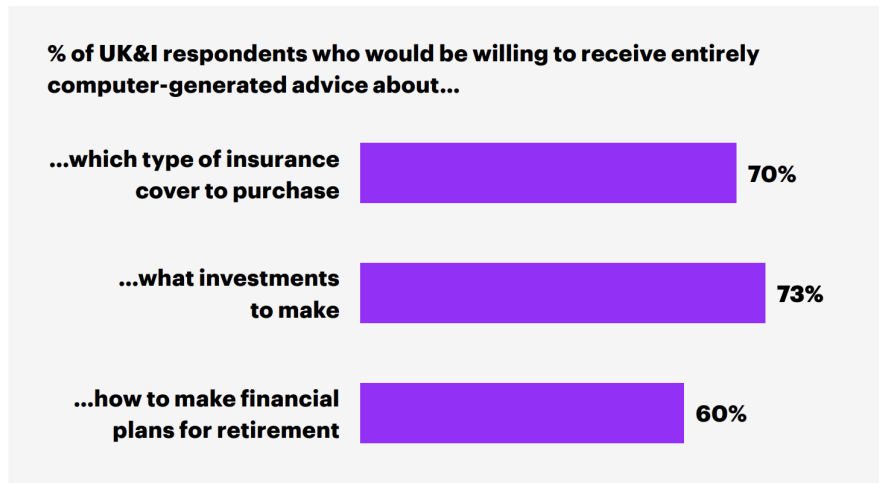 % of UK&I respondents who would be willing to receive entirely
computer-generated advice about...
...which type of insurance
cover to purchase
70%
...what investments
to make
73%
...how to make financial
plans for retirement
60%